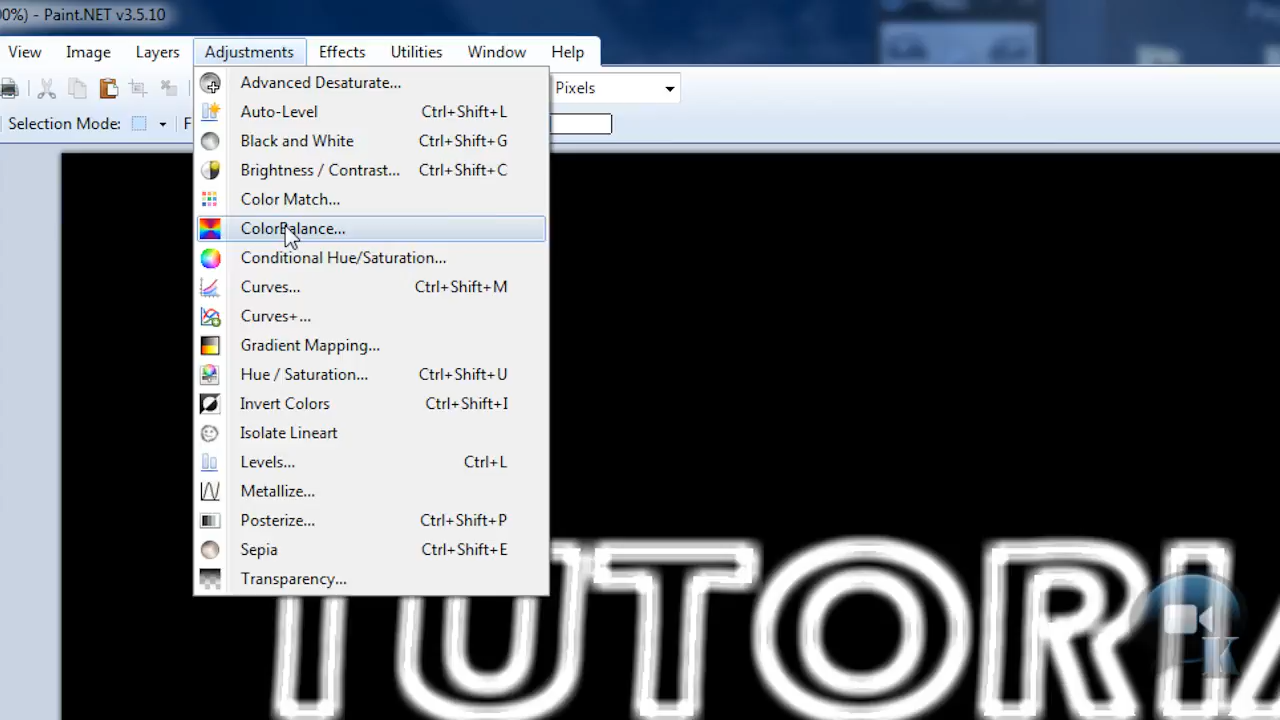 0%) - Paint.NET v3.5.10
View Image Layers Adjustments Effects Utilities Window Help
Pixels
Selection Mode: F
Advanced Desaturate...
Auto-Level Ctrl+Shift+L
Black and White Ctrl+Shift+G
Brightness / Contrast... Ctrl+Shift+C
Color Match...
ColorBalance...
Conditional Hue/Saturation...
Curves... Ctrl+Shift+M
Curves+...
Gradient Mapping...
Hue / Saturation... Ctrl+Shift+U
Invert Colors Ctrl+Shift+I
Isolate Lineart
Levels... Ctrl+L
Metallize...
Posterize... Ctrl+Shift+P
Sepia Ctrl+Shift+E
Transparency...
TUTORIA
K